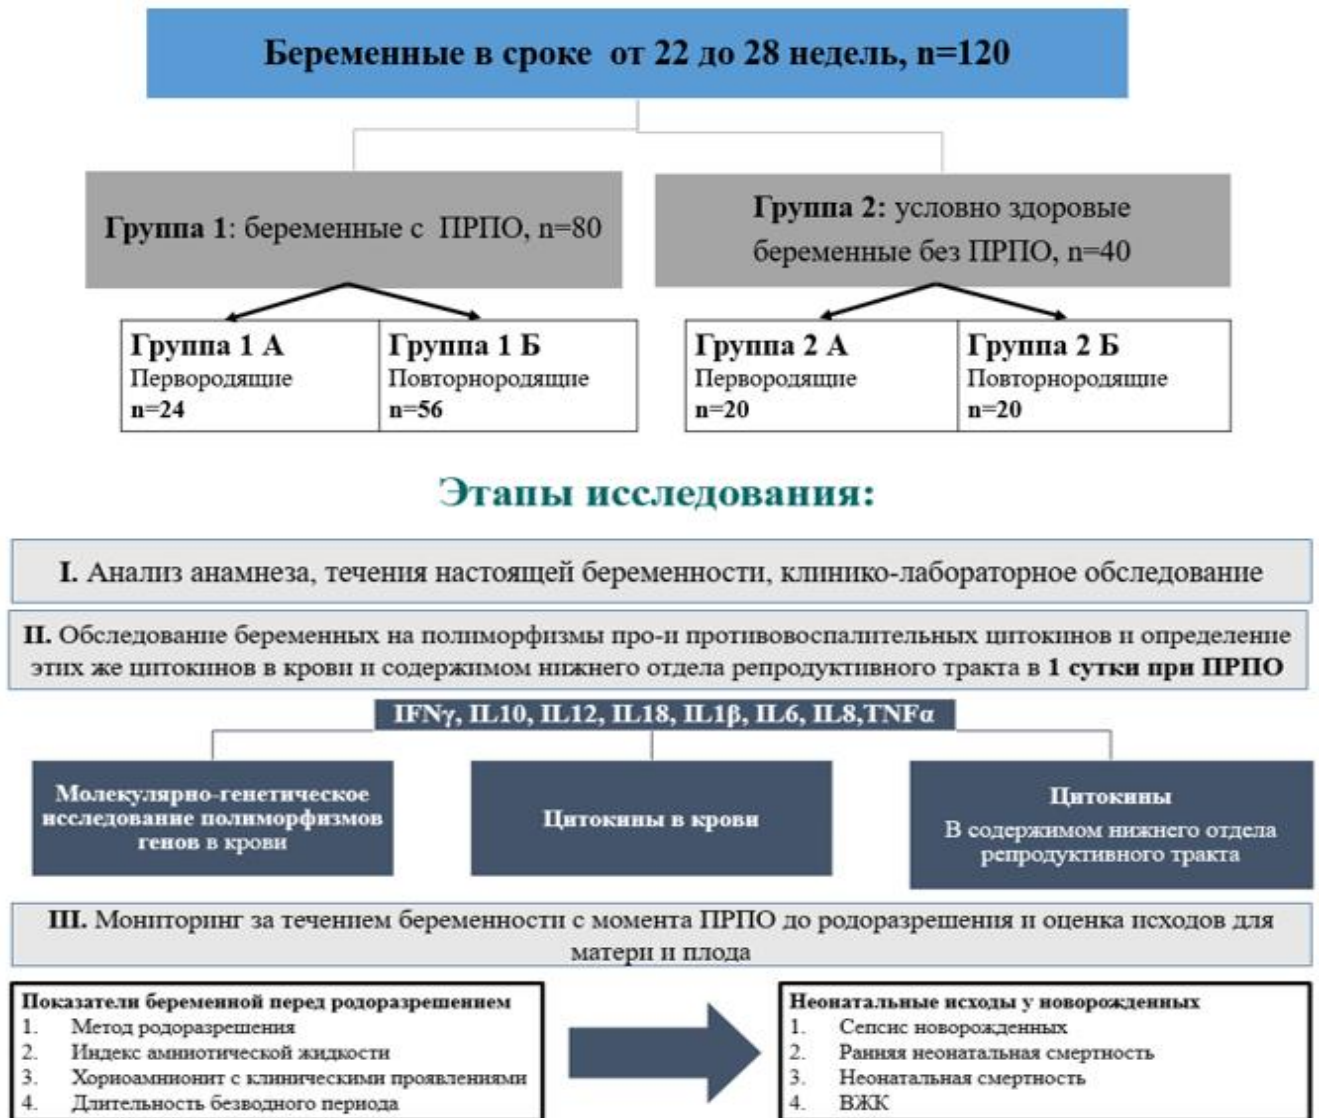 Беременные в сроке от 22 до 28 недель, n=120
Группа 1: беременные с ПРПО, n=80
Группа 2: условно здоровые
беременные без ПРПО, n=40
Группа 1 А
Первородящие
n=24
Группа 1 Б
Повторнородящие
n=56
Группа 2 А
Первородящие
n=20
Группа 2 Б
Повторнородящие
n=20
Этапы исследования:
I. Анализ анамнеза, течения настоящей беременности, клинико-лабораторное обследование
II. Обследование беременных на полиморфизмы про-и противовоспалительных цитокинов и определение
этих же цитокинов в крови и содержимом нижнего отдела репродуктивного тракта в 1 сутки при ПРПО
IFNγ, IL10, IL12, IL18, IL1β, IL6, IL8,TNFα
Молекулярно-генетическое
исследование полиморфизмов
генов в крови
Цитокины в крови
Цитокины
В содержимом нижнего отдела
репродуктивного тракта
III. Мониторинг за течением беременности с момента ПРПО до родоразрешения и оценка исходов для
матери и плода
Показатели беременной перед родоразрешением
1. Метод родоразрешения
2. Индекс амниотической жидкости
3. Хориоамнионит с клиническими проявлениями
4. Длительность безводного периода
Неонатальные исходы у новорожденных
1. Сепсис новорожденных
2. Ранняя неонатальная смертность
3. Неонатальная смертность
4. ВЖК